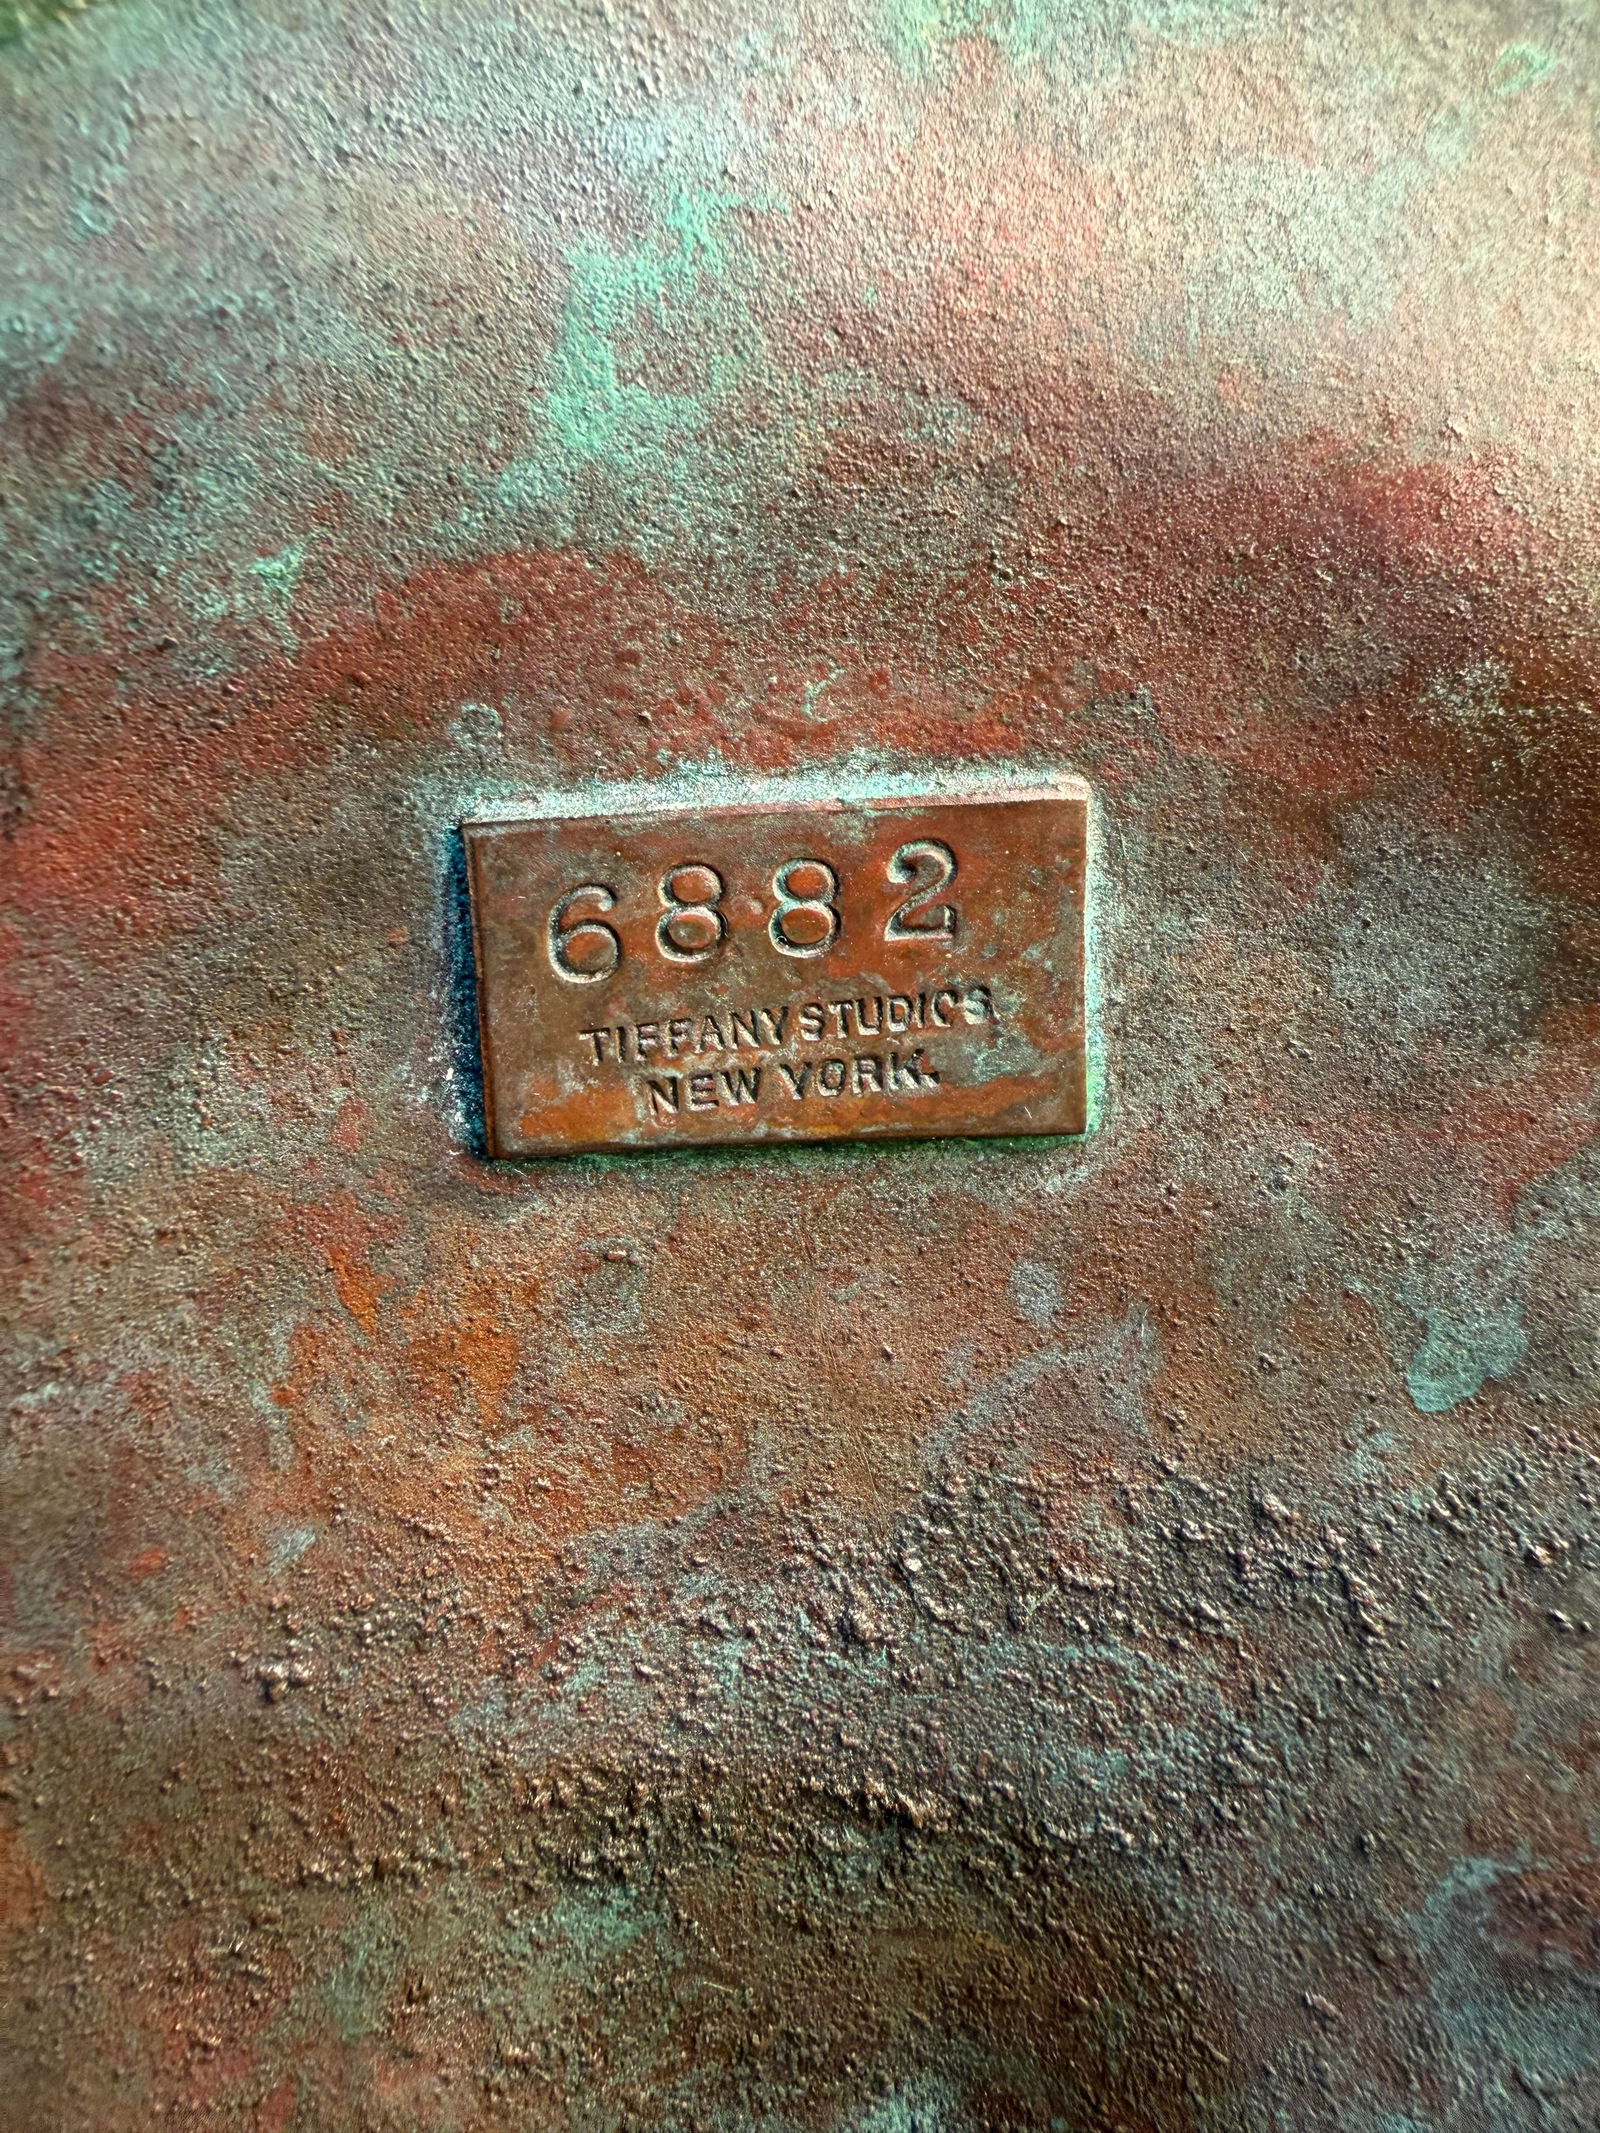 6882
TIFFANY STUDIOS
NEW YORK.